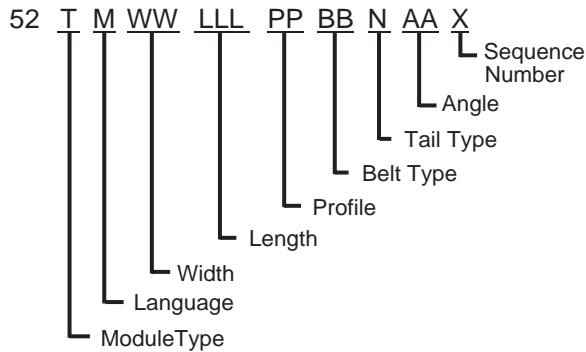 52 T M WW LLL PP BB N AA X
Sequence
Number
Angle
Tail Type
Belt Type
Profile
Length
Width
Language
ModuleType